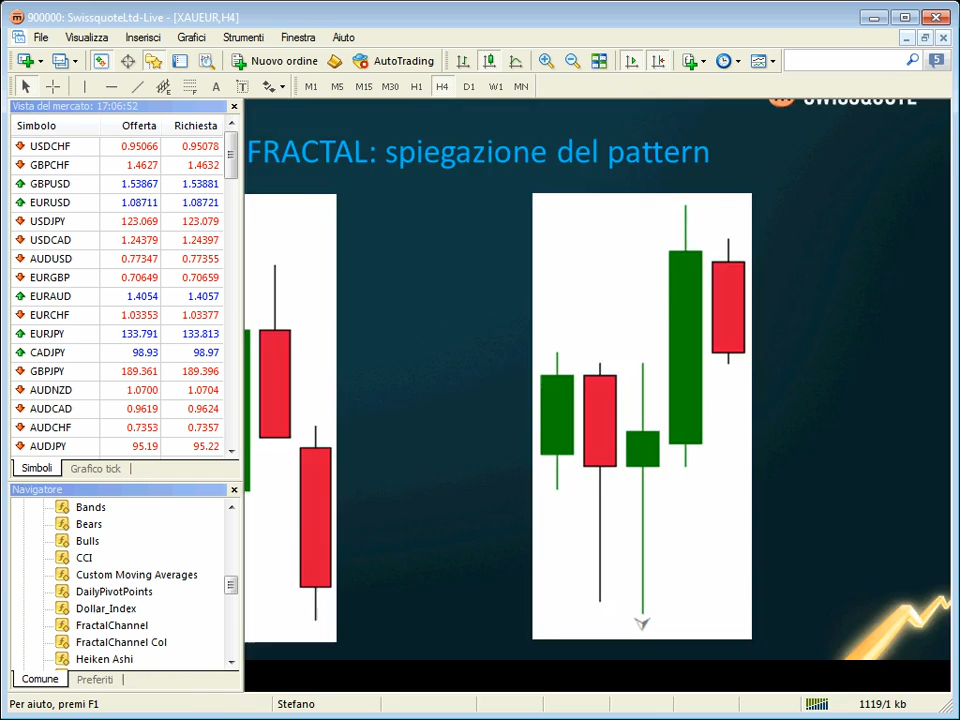 900000: SwissquoteLtd-Live - [XAUEUR,H4]
File Visualizza Inserisci Grafici Strumenti Finestra Aiuto
Nuovo ordine AutoTrading 5
A T M1 M5 M15 M30 H1 H4 D1 W1 MN
Vista del mercato: 17:06:52
Simbolo Offerta Richiesta
USDCHF 0.95066 0.95078
GBPCHF 1.4627 1.4632
GBPUSD 1.53867 1.53881
EURUSD 1.08711 1.08721
USDJPY 123.069 123.079
USDCAD 1.24379 1.24397
AUDUSD 0.77347 0.77355
EURGBP 0.70649 0.70659
EURAUD 1.4054 1.4057
EURCHF 1.03353 1.03377
EURJPY 133.791 133.813
CADJPY 98.93 98.97
GBPJPY 189.361 189.396
AUDNZD 1.0700 1.0704
AUDCAD 0.9619 0.9624
AUDCHF 0.7353 0.7357
AUDJPY 95.19 95.22
Simboli Grafico tick
Navigatore
Bands
Bears
Bulls
CCI
Custom Moving Averages
DailyPivotPoints
Dollar_Index
FractalChannel
FractalChannel Col
Heiken Ashi
Comune Preferiti
SWISSQUOTE
FRACTAL: spiegazione del pattern
Per aiuto, premi F1 Stefano 1119/1 kb